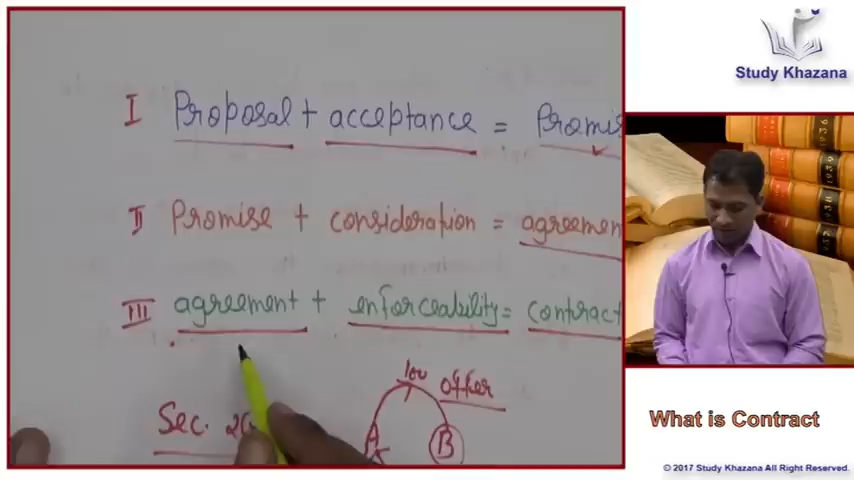 Study Khazana
I Proposal + acceptance = Promis
II Promise + consideration = agreemen
III agreement + enforceability = contract
100 offer
Sec. 2(
A B
What is Contract
© 2017 Study Khazana All Right Reserved.